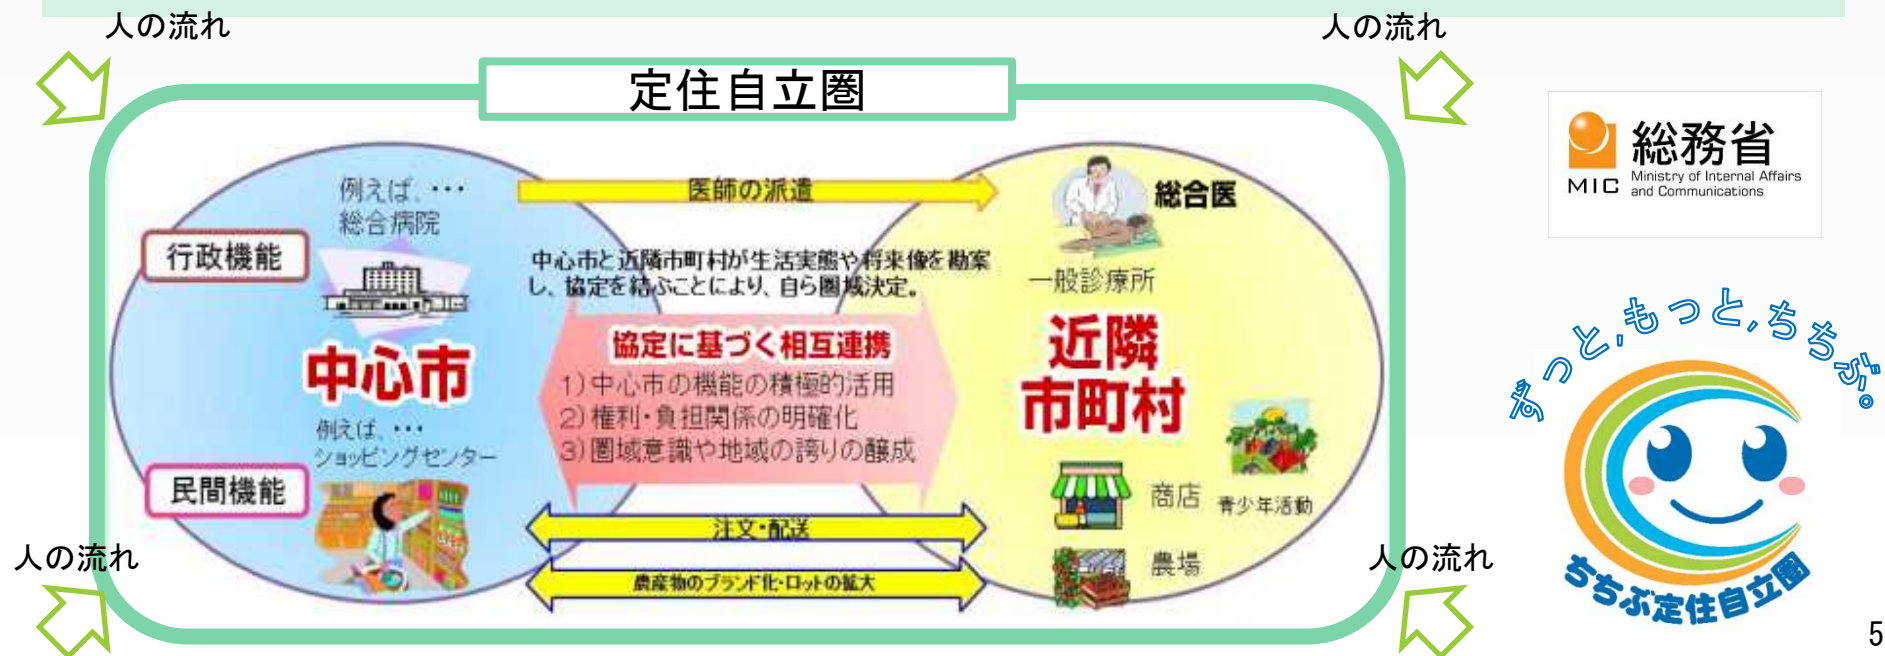 人の流れ
人の流れ
定住自立圏
例えば、・・・
総合病院
行政機能
医師の派遣
総合医
中心市と近隣市町村が生活実態や将来像を勘案
し、協定を結ぶことにより、自ら圏域決定。
一般診療所
中心市
協定に基づく相互連携
1)中心市の機能の積極的活用
2)権利・負担関係の明確化
3)圏域意識や地域の誇りの醸成
近隣
市町村
例えば、・・・
ショッピングセンター
民間機能
商店
青少年活動
注文・配送
農場
農産物のブランド化・ロットの拡大
人の流れ
人の流れ
総務省
MIC
Ministry of Internal Affairs
and Communications
ずっと,もっと,ちちぶ。
ちちぶ定住自立圏
5